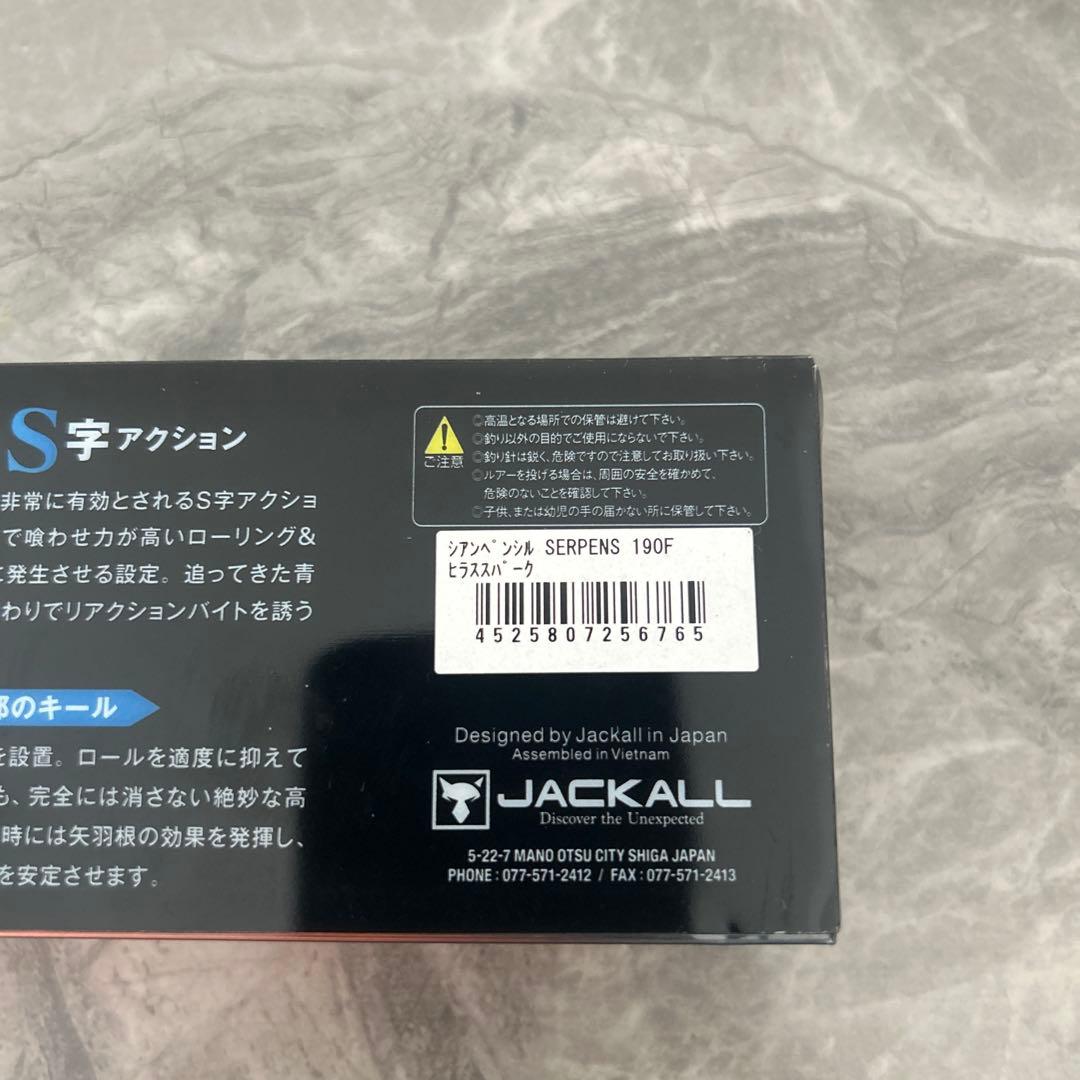 S字アクション
非常に有効とされるS字アクショ
で喰わせ力が高いローリング&
に発生させる設定。追ってきた青
わりでリアクションバイトを誘う
部のキール
を設置。ロールを適度に抑えて
も、完全には消さない絶妙な高
時には矢羽根の効果を発揮し、
を安定させます。
ご注意
◎高温となる場所での保管は避けて下さい。
◎釣り以外の目的でご使用にならないで下さい。
◎釣り針は鋭く、危険ですので注意してお取り扱い下さい。
◎ルアーを投げる場合は、周囲の安全を確かめて、
危険のないことを確認して下さい。
◎子供、または幼児の手の届かない所に保管して下さい。
ｼｱﾝﾍﾟﾝｼﾙ SERPENS 190F
ﾋﾗｽｽﾊﾟｰｸ
4525807256765
Designed by Jackall in Japan
Assembled in Vietnam
JACKALL
Discover the Unexpected
5-22-7 MANO OTSU CITY SHIGA JAPAN
PHONE : 077-571-2412 / FAX : 077-571-2413